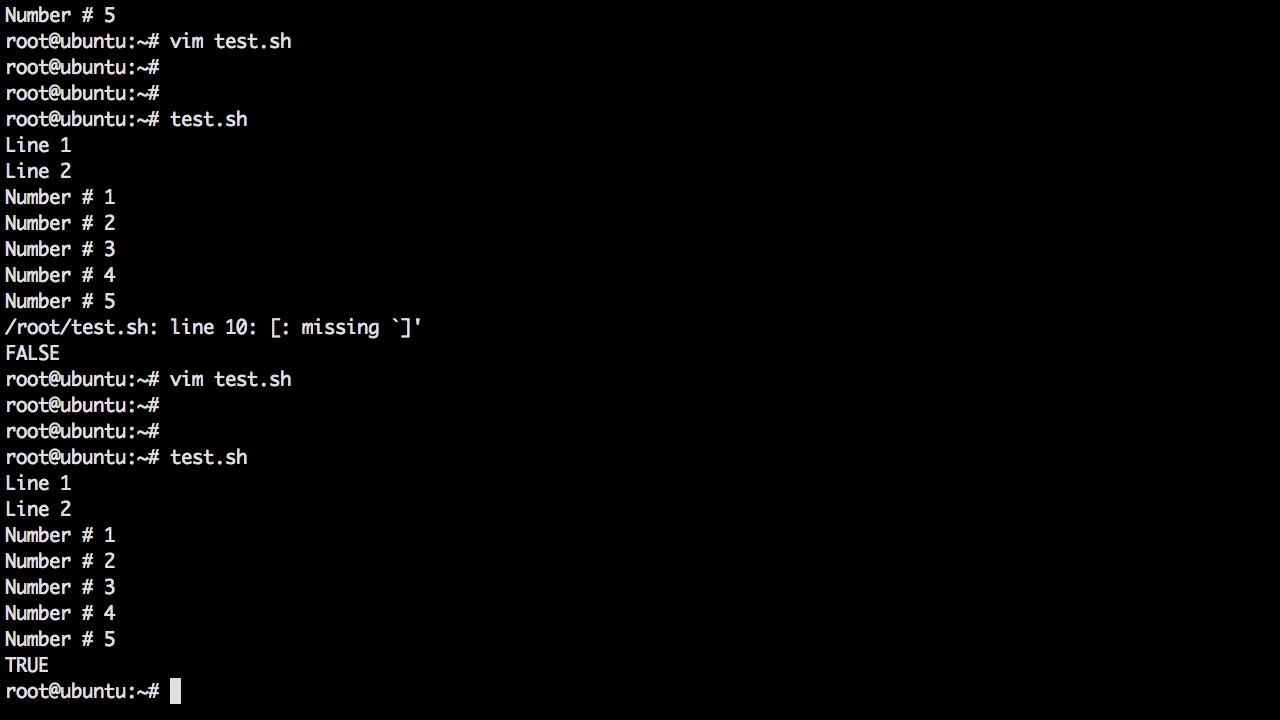 Number # 5
root@ubuntu:~# vim test.sh
root@ubuntu:~#
root@ubuntu:~#
root@ubuntu:~# test.sh
Line 1
Line 2
Number # 1
Number # 2
Number # 3
Number # 4
Number # 5
/root/test.sh: line 10: [: missing `]'
FALSE
root@ubuntu:~# vim test.sh
root@ubuntu:~#
root@ubuntu:~#
root@ubuntu:~# test.sh
Line 1
Line 2
Number # 1
Number # 2
Number # 3
Number # 4
Number # 5
TRUE
root@ubuntu:~#